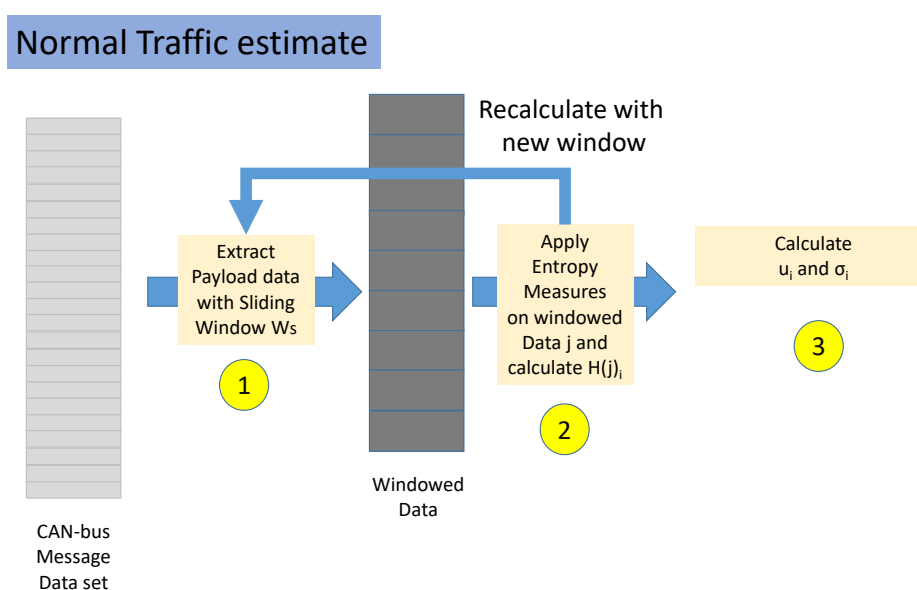 Normal Traffic estimate
Recalculate with
new window
Extract
Payload data
with Sliding
Window Ws
1
Apply
Entropy
Measures
on windowed
Data j and
calculate H(j)ᵢ
2
Calculate
uᵢ and σᵢ
3
Windowed
Data
CAN-bus
Message
Data set